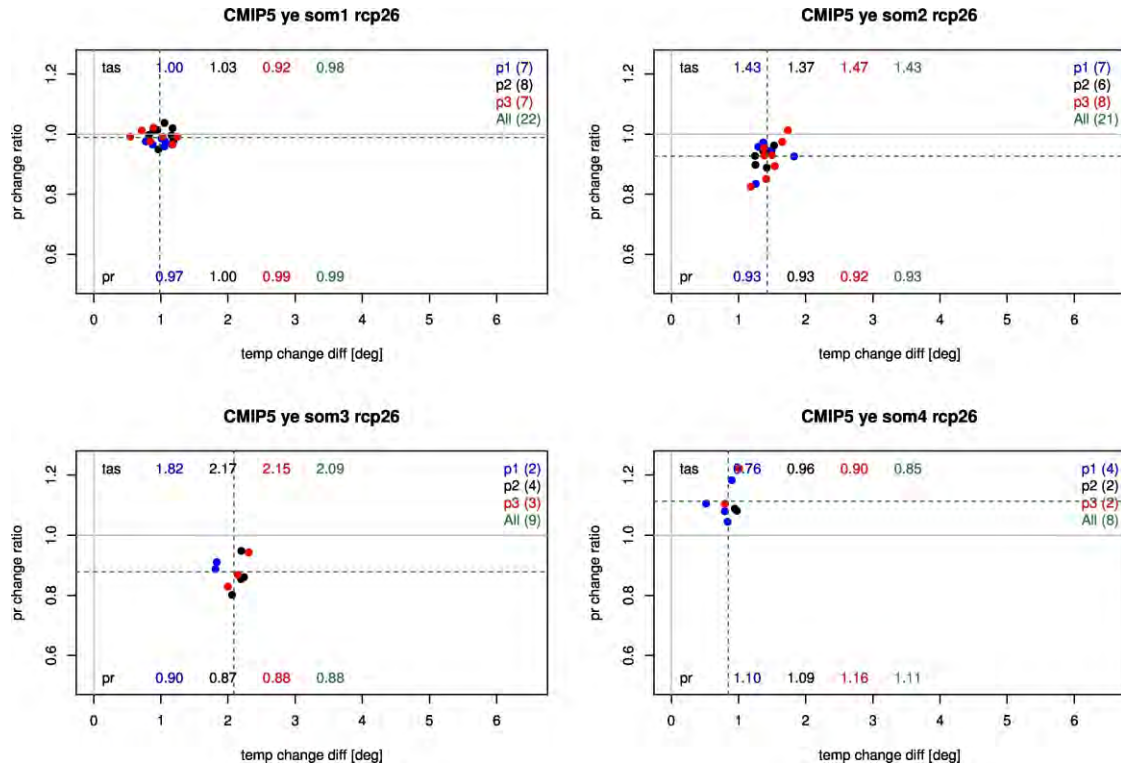 CMIP5 ye som1 rcp26
tas 1.00 1.03 0.92 0.98
p1 (7)
p2 (8)
p3 (7)
All (22)
pr 0.97 1.00 0.99 0.99
pr change ratio
0.6 0.8 1.0 1.2
0 1 2 3 4 5 6
temp change diff [deg]
CMIP5 ye som2 rcp26
tas 1.43 1.37 1.47 1.43
p1 (7)
p2 (6)
p3 (8)
All (21)
pr 0.93 0.93 0.92 0.93
pr change ratio
0.6 0.8 1.0 1.2
0 1 2 3 4 5 6
temp change diff [deg]
CMIP5 ye som3 rcp26
tas 1.82 2.17 2.15 2.09
p1 (2)
p2 (4)
p3 (3)
All (9)
pr 0.90 0.87 0.88 0.88
pr change ratio
0.6 0.8 1.0 1.2
0 1 2 3 4 5 6
temp change diff [deg]
CMIP5 ye som4 rcp26
tas 0.76 0.96 0.90 0.85
p1 (4)
p2 (2)
p3 (2)
All (8)
pr 1.10 1.09 1.16 1.11
pr change ratio
0.6 0.8 1.0 1.2
0 1 2 3 4 5 6
temp change diff [deg]